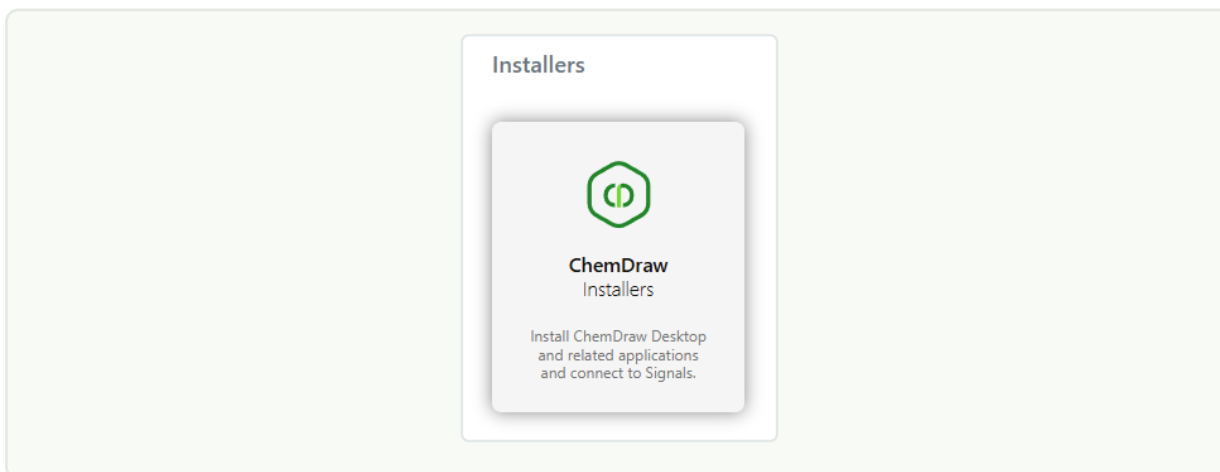 Installers
ChemDraw
Installers
Install ChemDraw Desktop
and related applications
and connect to Signals.